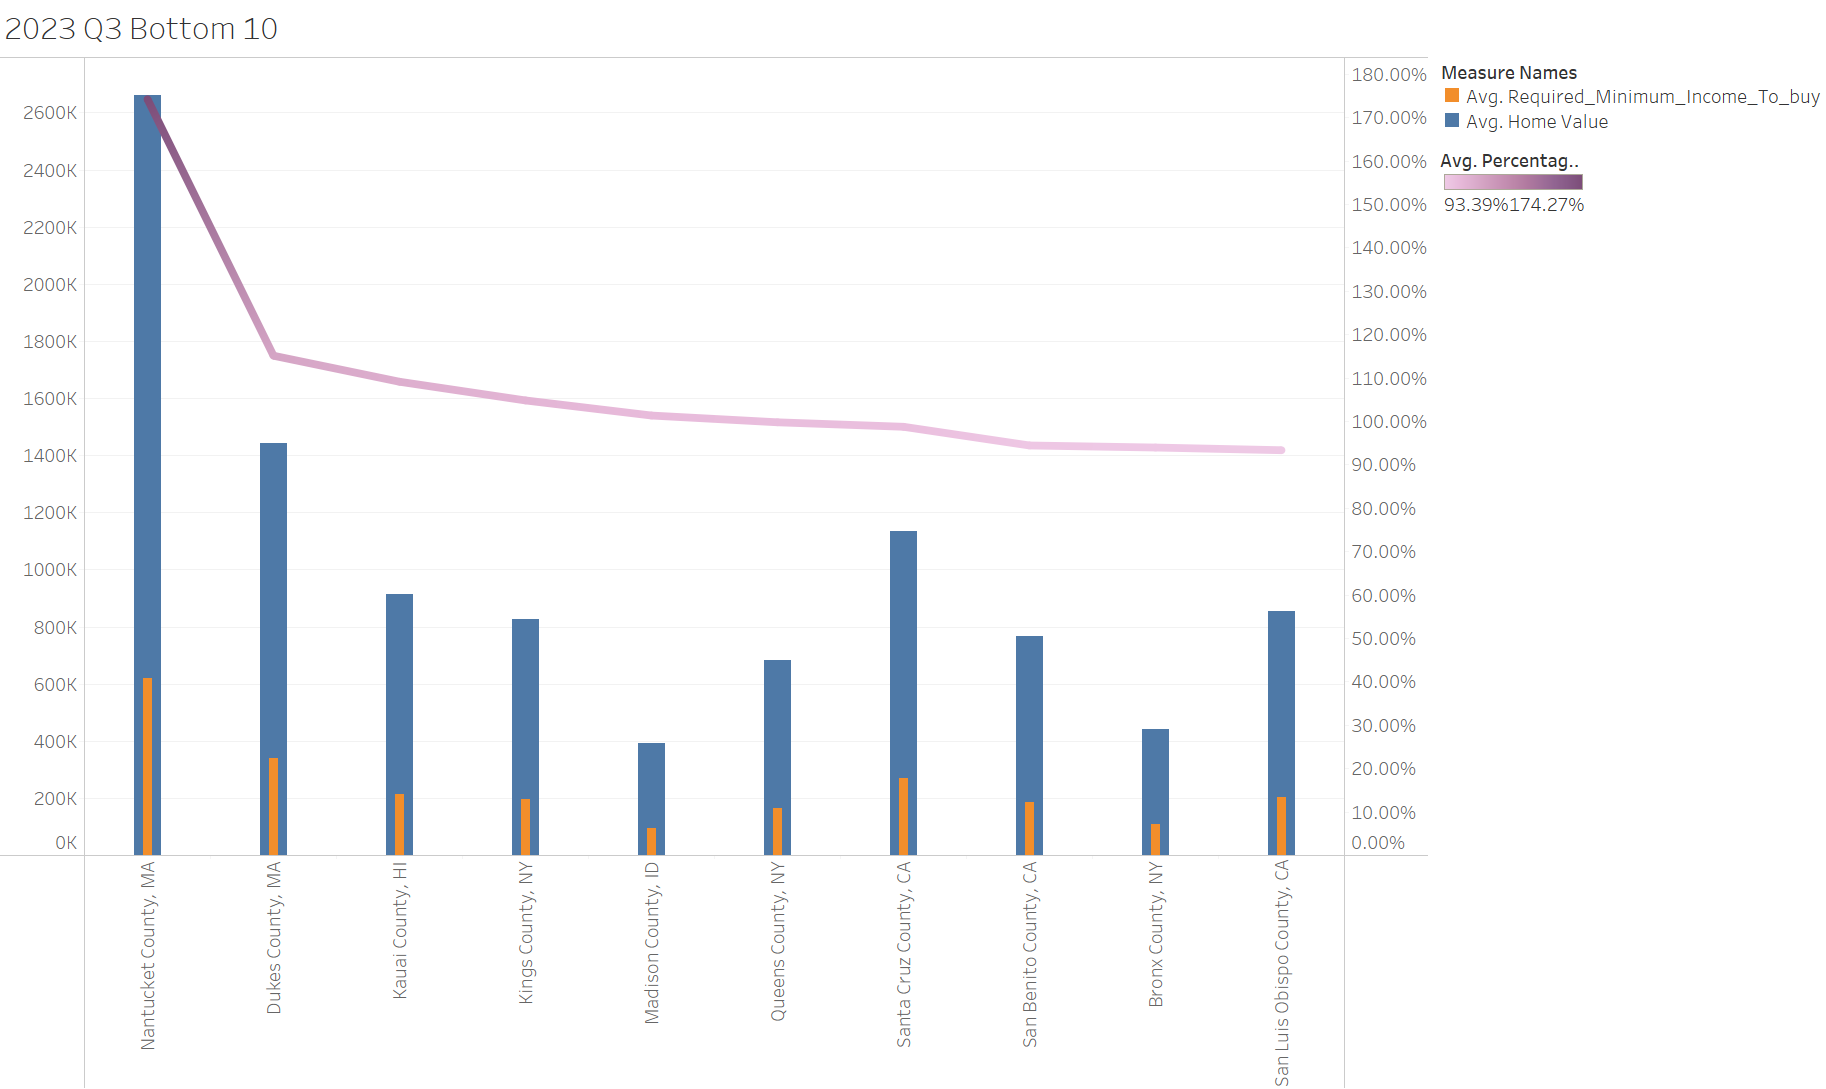 2023 Q3 Bottom 10
2600K
2400K
2200K
2000K
1800K
1600K
1400K
1200K
1000K
800K
600K
400K
200K
0K
180.00%
170.00%
160.00%
150.00%
140.00%
130.00%
120.00%
110.00%
100.00%
90.00%
80.00%
70.00%
60.00%
50.00%
40.00%
30.00%
20.00%
10.00%
0.00%
Nantucket County, MA
Dukes County, MA
Kauai County, HI
Kings County, NY
Madison County, ID
Queens County, NY
Santa Cruz County, CA
San Benito County, CA
Bronx County, NY
San Luis Obispo County, CA
Measure Names
Avg. Required_Minimum_Income_To_buy
Avg. Home Value
Avg. Percentag..
93.39%174.27%